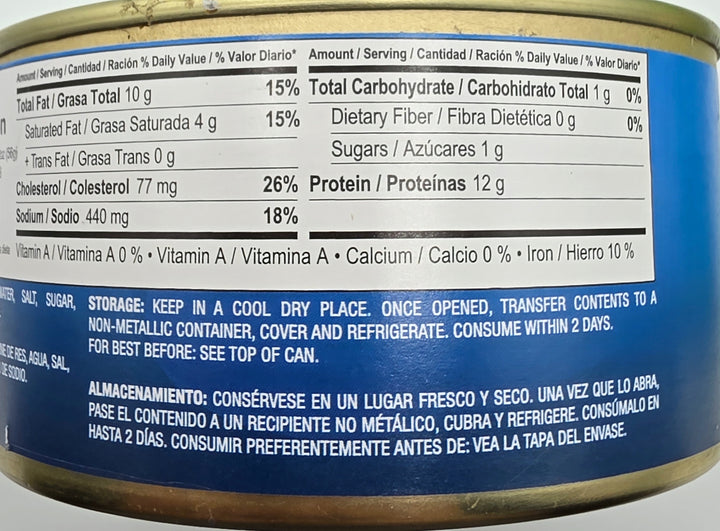 Amount / Serving / Cantidad / Ración % Daily Value / % Valor Diario*
Total Fat / Grasa Total 10 g 15%
Saturated Fat / Grasa Saturada 4 g 15%
+ Trans Fat / Grasa Trans 0 g
Cholesterol / Colesterol 77 mg 26%
Sodium / Sodio 440 mg 18%
Amount / Serving / Cantidad / Ración % Daily Value / % Valor Diario*
Total Carbohydrate / Carbohidrato Total 1 g 0%
Dietary Fiber / Fibra Dietética 0 g 0%
Sugars / Azúcares 1 g
Protein / Proteínas 12 g
Vitamin A / Vitamina A 0 % • Vitamin A / Vitamina A • Calcium / Calcio 0 % • Iron / Hierro 10 %
WATER, SALT, SUGAR,
DE RES, AGUA, SAL,
DE SODIO.
STORAGE: KEEP IN A COOL DRY PLACE. ONCE OPENED, TRANSFER CONTENTS TO A
NON-METALLIC CONTAINER, COVER AND REFRIGERATE. CONSUME WITHIN 2 DAYS.
FOR BEST BEFORE: SEE TOP OF CAN.
ALMACENAMIENTO: CONSÉRVESE EN UN LUGAR FRESCO Y SECO. UNA VEZ QUE LO ABRA,
PASE EL CONTENIDO A UN RECIPIENTE NO METÁLICO, CUBRA Y REFRIGERE. CONSÚMALO EN
HASTA 2 DÍAS. CONSUMIR PREFERENTEMENTE ANTES DE: VEA LA TAPA DEL ENVASE.